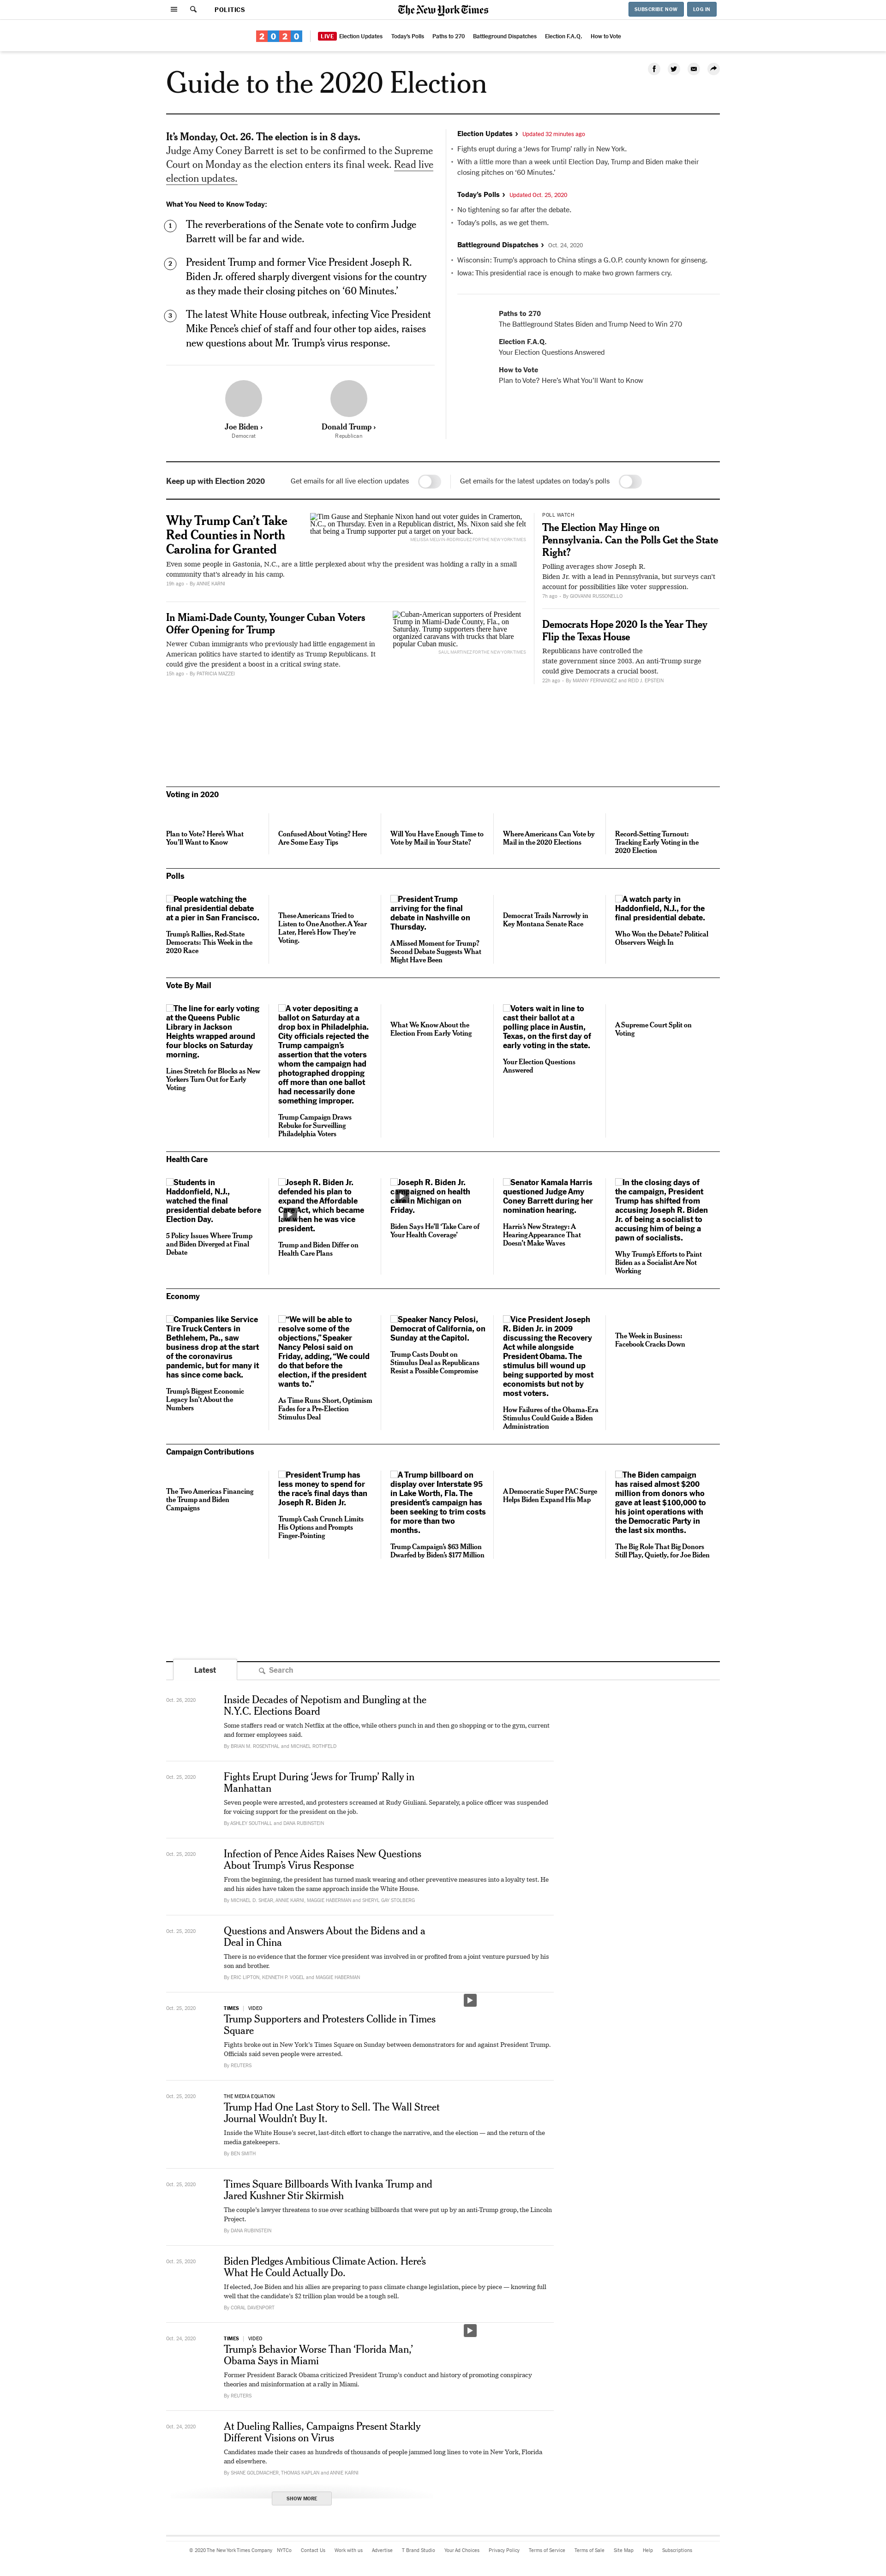 POLITICS
The New York Times
SUBSCRIBE NOW
LOG IN
2020
LIVE Election Updates
Today's Polls
Paths to 270
Battleground Dispatches
Election F.A.Q.
How to Vote
Guide to the 2020 Election
It's Monday, Oct. 26. The election is in 8 days.
Judge Amy Coney Barrett is set to be confirmed to the Supreme
Court on Monday as the election enters its final week. Read live
election updates.
What You Need to Know Today:
1 The reverberations of the Senate vote to confirm Judge
Barrett will be far and wide.
2 President Trump and former Vice President Joseph R.
Biden Jr. offered sharply divergent visions for the country
as they made their closing pitches on '60 Minutes.'
3 The latest White House outbreak, infecting Vice President
Mike Pence's chief of staff and four other top aides, raises
new questions about Mr. Trump's virus response.
Joe Biden ›
Democrat
Donald Trump ›
Republican
Election Updates › Updated 32 minutes ago
• Fights erupt during a 'Jews for Trump' rally in New York.
• With a little more than a week until Election Day, Trump and Biden make their
closing pitches on '60 Minutes.'
Today's Polls › Updated Oct. 25, 2020
• No tightening so far after the debate.
• Today's polls, as we get them.
Battleground Dispatches › Oct. 24, 2020
• Wisconsin: Trump's approach to China stings a G.O.P. county known for ginseng.
• Iowa: This presidential race is enough to make two grown farmers cry.
Paths to 270
The Battleground States Biden and Trump Need to Win 270
Election F.A.Q.
Your Election Questions Answered
How to Vote
Plan to Vote? Here's What You'll Want to Know
Keep up with Election 2020
Get emails for all live election updates
Get emails for the latest updates on today's polls
Why Trump Can't Take
Red Counties in North
Carolina for Granted
Tim Gause and Stephanie Nixon hand out voter guides in Cramerton,
N.C., on Thursday. Even in a Republican district, Ms. Nixon said she felt
that being a Trump supporter put a target on your back.
MELISSA MELVIN-RODRIGUEZ FOR THE NEW YORK TIMES
Even some people in Gastonia, N.C., are a little perplexed about why the president was holding a rally in a small
community that's already in his camp.
19h ago • By ANNIE KARNI
In Miami-Dade County, Younger Cuban Voters
Offer Opening for Trump
Newer Cuban immigrants who previously had little engagement in
American politics have started to identify as Trump Republicans. It
could give the president a boost in a critical swing state.
15h ago • By PATRICIA MAZZEI
Cuban-American supporters of President
Trump in Miami-Dade County, Fla., on
Saturday. Trump supporters there have
organized caravans with trucks that blare
popular Cuban music.
SAUL MARTINEZ FOR THE NEW YORK TIMES
POLL WATCH
The Election May Hinge on
Pennsylvania. Can the Polls Get the State
Right?
Polling averages show Joseph R.
Biden Jr. with a lead in Pennsylvania, but surveys can't
account for possibilities like voter suppression.
7h ago • By GIOVANNI RUSSONELLO
Democrats Hope 2020 Is the Year They
Flip the Texas House
Republicans have controlled the
state government since 2003. An anti-Trump surge
could give Democrats a crucial boost.
22h ago • By MANNY FERNANDEZ and REID J. EPSTEIN
Voting in 2020
Plan to Vote? Here's What
You'll Want to Know
Confused About Voting? Here
Are Some Easy Tips
Will You Have Enough Time to
Vote by Mail in Your State?
Where Americans Can Vote by
Mail in the 2020 Elections
Record-Setting Turnout:
Tracking Early Voting in the
2020 Election
Polls
People watching the
final presidential debate
at a pier in San Francisco.
Trump's Rallies, Red-State
Democrats: This Week in the
2020 Race
These Americans Tried to
Listen to One Another. A Year
Later, Here's How They're
Voting.
President Trump
arriving for the final
debate in Nashville on
Thursday.
A Missed Moment for Trump?
Second Debate Suggests What
Might Have Been
Democrat Trails Narrowly in
Key Montana Senate Race
A watch party in
Haddonfield, N.J., for the
final presidential debate.
Who Won the Debate? Political
Observers Weigh In
Vote By Mail
The line for early voting
at the Queens Public
Library in Jackson
Heights wrapped around
four blocks on Saturday
morning.
Lines Stretch for Blocks as New
Yorkers Turn Out for Early
Voting
A voter depositing a
ballot on Saturday at a
drop box in Philadelphia.
City officials rejected the
Trump campaign's
assertion that the voters
whom the campaign had
photographed dropping
off more than one ballot
had necessarily done
something improper.
Trump Campaign Draws
Rebuke for Surveilling
Philadelphia Voters
What We Know About the
Election From Early Voting
Voters wait in line to
cast their ballot at a
polling place in Austin,
Texas, on the first day of
early voting in the state.
Your Election Questions
Answered
A Supreme Court Split on
Voting
Health Care
Students in
Haddonfield, N.J.,
watched the final
presidential debate before
Election Day.
5 Policy Issues Where Trump
and Biden Diverged at Final
Debate
Joseph R. Biden Jr.
defended his plan to
expand the Affordable
Care Act, which became
law when he was vice
president.
Trump and Biden Differ on
Health Care Plans
Joseph R. Biden Jr.
campaigned on health
care in Michigan on
Friday.
Biden Says He'll 'Take Care of
Your Health Coverage'
Senator Kamala Harris
questioned Judge Amy
Coney Barrett during her
nomination hearing.
Harris's New Strategy: A
Hearing Appearance That
Doesn't Make Waves
In the closing days of
the campaign, President
Trump has shifted from
accusing Joseph R. Biden
Jr. of being a socialist to
accusing him of being a
pawn of socialists.
Why Trump's Efforts to Paint
Biden as a Socialist Are Not
Working
Economy
Companies like Service
Tire Truck Centers in
Bethlehem, Pa., saw
business drop at the start
of the coronavirus
pandemic, but for many it
has since come back.
Trump's Biggest Economic
Legacy Isn't About the
Numbers
"We will be able to
resolve some of the
objections," Speaker
Nancy Pelosi said on
Friday, adding, "We could
do that before the
election, if the president
wants to."
As Time Runs Short, Optimism
Fades for a Pre-Election
Stimulus Deal
Speaker Nancy Pelosi,
Democrat of California, on
Sunday at the Capitol.
Trump Casts Doubt on
Stimulus Deal as Republicans
Resist a Possible Compromise
Vice President Joseph
R. Biden Jr. in 2009
discussing the Recovery
Act while alongside
President Obama. The
stimulus bill wound up
being supported by most
economists but not by
most voters.
How Failures of the Obama-Era
Stimulus Could Guide a Biden
Administration
The Week in Business:
Facebook Cracks Down
Campaign Contributions
The Two Americas Financing
the Trump and Biden
Campaigns
President Trump has
less money to spend for
the race's final days than
Joseph R. Biden Jr.
Trump's Cash Crunch Limits
His Options and Prompts
Finger-Pointing
A Trump billboard on
display over Interstate 95
in Lake Worth, Fla. The
president's campaign has
been seeking to trim costs
for more than two
months.
Trump Campaign's $63 Million
Dwarfed by Biden's $177 Million
A Democratic Super PAC Surge
Helps Biden Expand His Map
The Biden campaign
has raised almost $200
million from donors who
gave at least $100,000 to
his joint operations with
the Democratic Party in
the last six months.
The Big Role That Big Donors
Still Play, Quietly, for Joe Biden
Latest
Search
Oct. 26, 2020
Inside Decades of Nepotism and Bungling at the
N.Y.C. Elections Board
Some staffers read or watch Netflix at the office, while others punch in and then go shopping or to the gym, current
and former employees said.
By BRIAN M. ROSENTHAL and MICHAEL ROTHFELD
Oct. 25, 2020
Fights Erupt During 'Jews for Trump' Rally in
Manhattan
Seven people were arrested, and protesters screamed at Rudy Giuliani. Separately, a police officer was suspended
for voicing support for the president on the job.
By ASHLEY SOUTHALL and DANA RUBINSTEIN
Oct. 25, 2020
Infection of Pence Aides Raises New Questions
About Trump's Virus Response
From the beginning, the president has turned mask wearing and other preventive measures into a loyalty test. He
and his aides have taken the same approach inside the White House.
By MICHAEL D. SHEAR, ANNIE KARNI, MAGGIE HABERMAN and SHERYL GAY STOLBERG
Oct. 25, 2020
Questions and Answers About the Bidens and a
Deal in China
There is no evidence that the former vice president was involved in or profited from a joint venture pursued by his
son and brother.
By ERIC LIPTON, KENNETH P. VOGEL and MAGGIE HABERMAN
Oct. 25, 2020
TIMES | VIDEO
Trump Supporters and Protesters Collide in Times
Square
Fights broke out in New York's Times Square on Sunday between demonstrators for and against President Trump.
Officials said seven people were arrested.
By REUTERS
Oct. 25, 2020
THE MEDIA EQUATION
Trump Had One Last Story to Sell. The Wall Street
Journal Wouldn't Buy It.
Inside the White House's secret, last-ditch effort to change the narrative, and the election — and the return of the
media gatekeepers.
By BEN SMITH
Oct. 25, 2020
Times Square Billboards With Ivanka Trump and
Jared Kushner Stir Skirmish
The couple's lawyer threatens to sue over scathing billboards that were put up by an anti-Trump group, the Lincoln
Project.
By DANA RUBINSTEIN
Oct. 25, 2020
Biden Pledges Ambitious Climate Action. Here's
What He Could Actually Do.
If elected, Joe Biden and his allies are preparing to pass climate change legislation, piece by piece — knowing full
well that the candidate's $2 trillion plan would be a tough sell.
By CORAL DAVENPORT
Oct. 24, 2020
TIMES | VIDEO
Trump's Behavior Worse Than 'Florida Man,'
Obama Says in Miami
Former President Barack Obama criticized President Trump's conduct and history of promoting conspiracy
theories and misinformation at a rally in Miami.
By REUTERS
Oct. 24, 2020
At Dueling Rallies, Campaigns Present Starkly
Different Visions on Virus
Candidates made their cases as hundreds of thousands of people jammed long lines to vote in New York, Florida
and elsewhere.
By SHANE GOLDMACHER, THOMAS KAPLAN and ANNIE KARNI
SHOW MORE
© 2020 The New York Times Company
NYTCo
Contact Us
Work with us
Advertise
T Brand Studio
Your Ad Choices
Privacy Policy
Terms of Service
Terms of Sale
Site Map
Help
Subscriptions